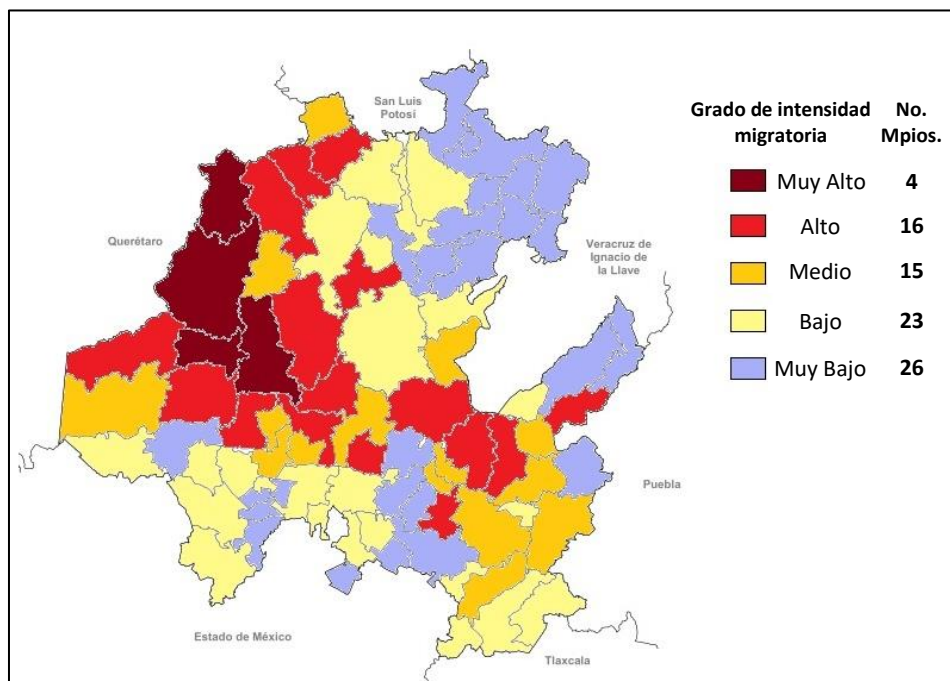 San Luis
Potosí
Querétaro
Veracruz de
Ignacio de
la Llave
Puebla
Estado de México
Tlaxcala
Grado de intensidad No.
migratoria Mpios.
Muy Alto 4
Alto 16
Medio 15
Bajo 23
Muy Bajo 26